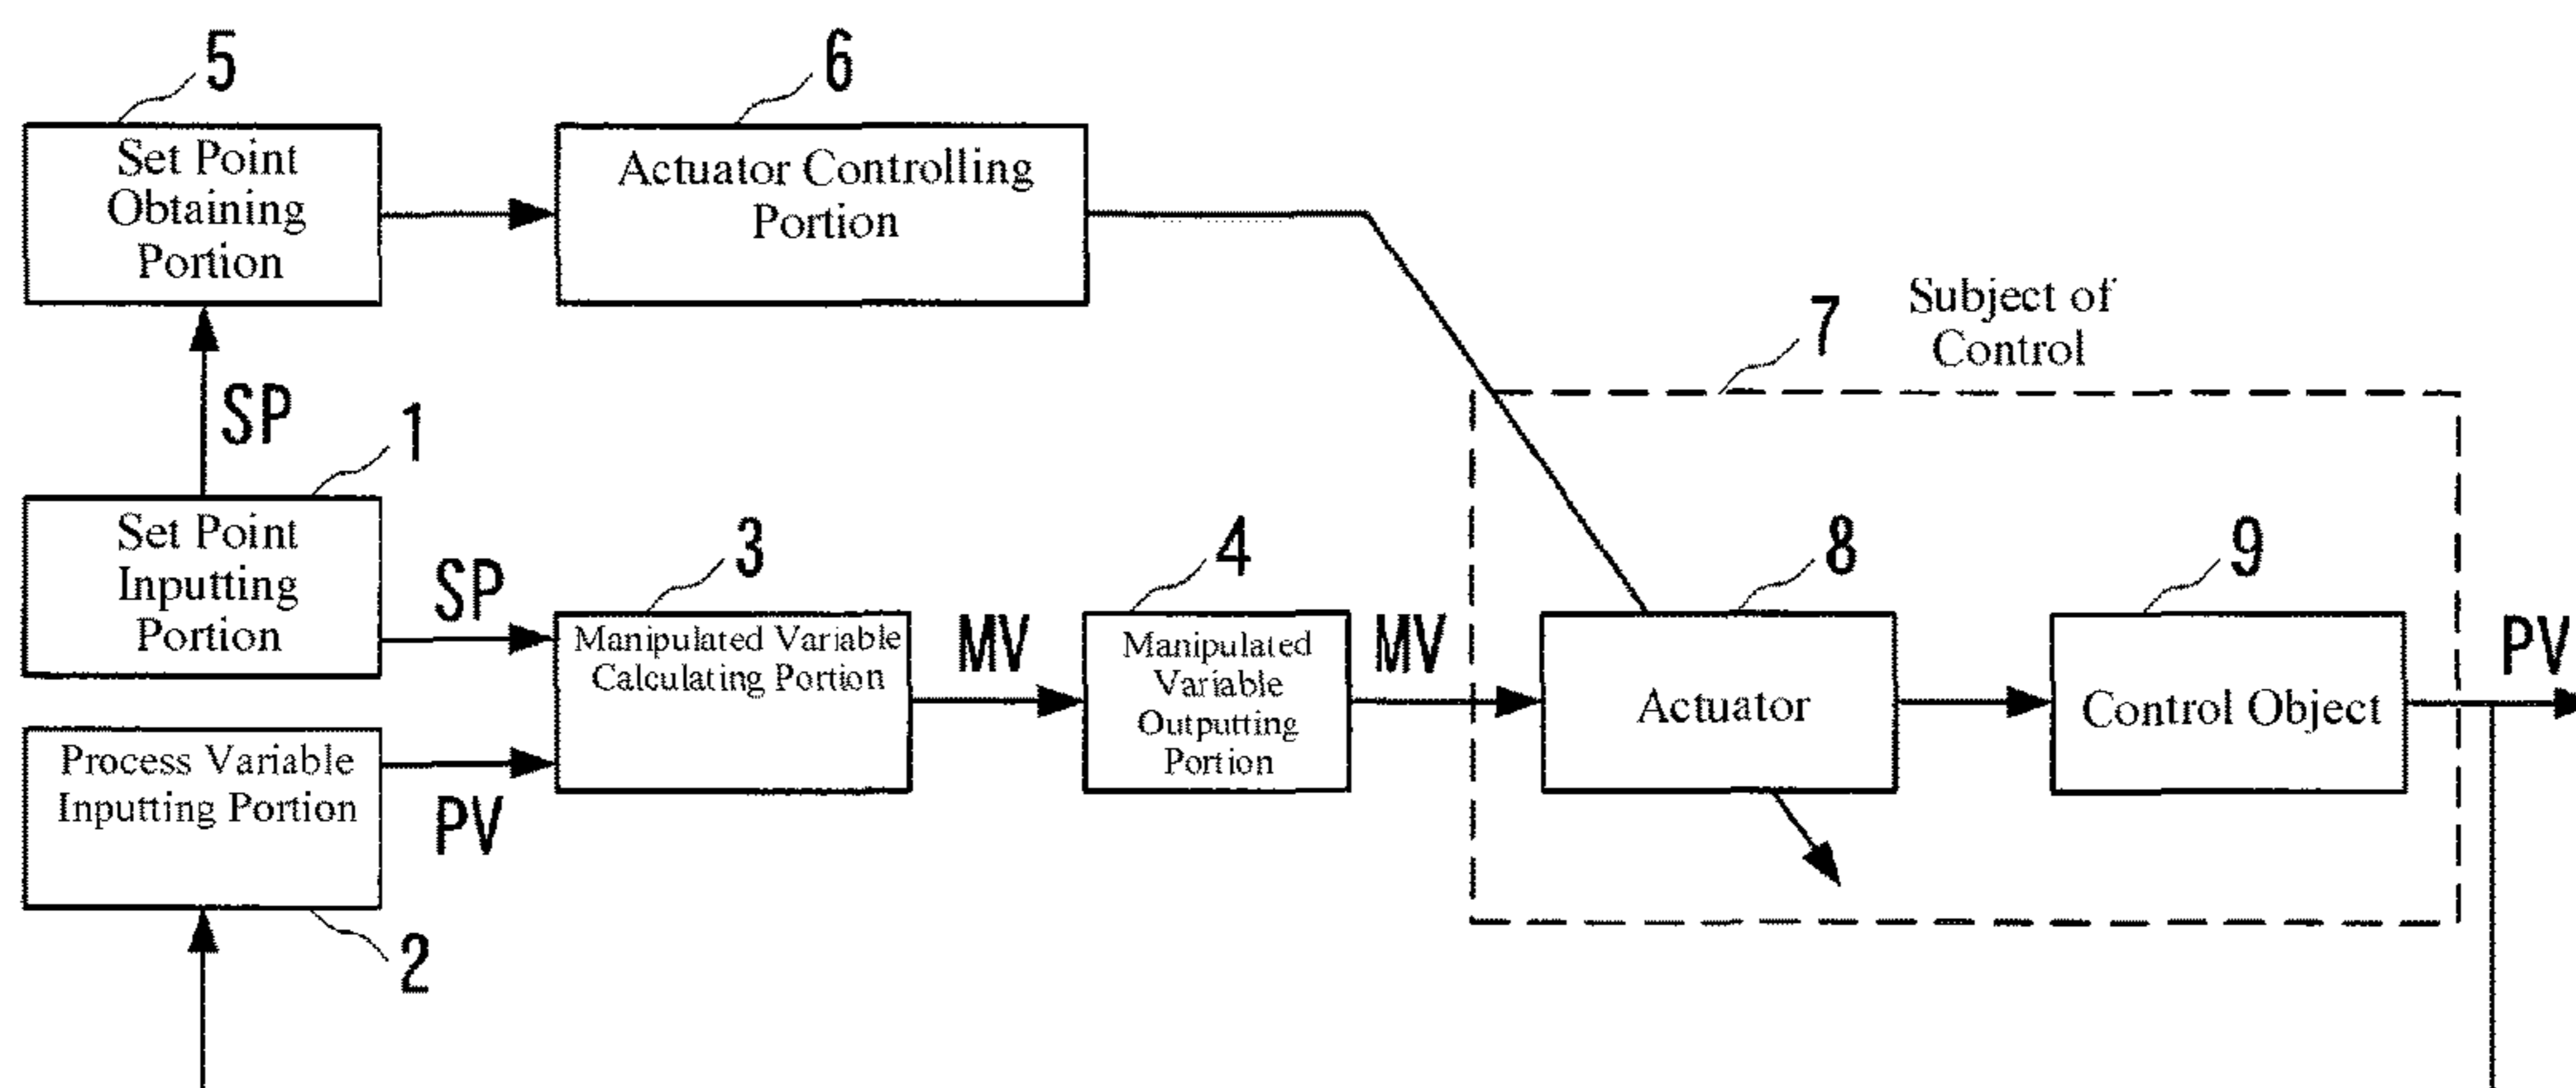 5
6
Set Point
Obtaining
Portion
Actuator Controlling
Portion
7
Subject of
Control
SP
1
Set Point
Inputting
Portion
SP
3
Manipulated Variable
Calculating Portion
MV
4
Manipulated
Variable
Outputting
Portion
MV
8
Actuator
9
Control Object
PV
Process Variable
Inputting Portion
PV
2